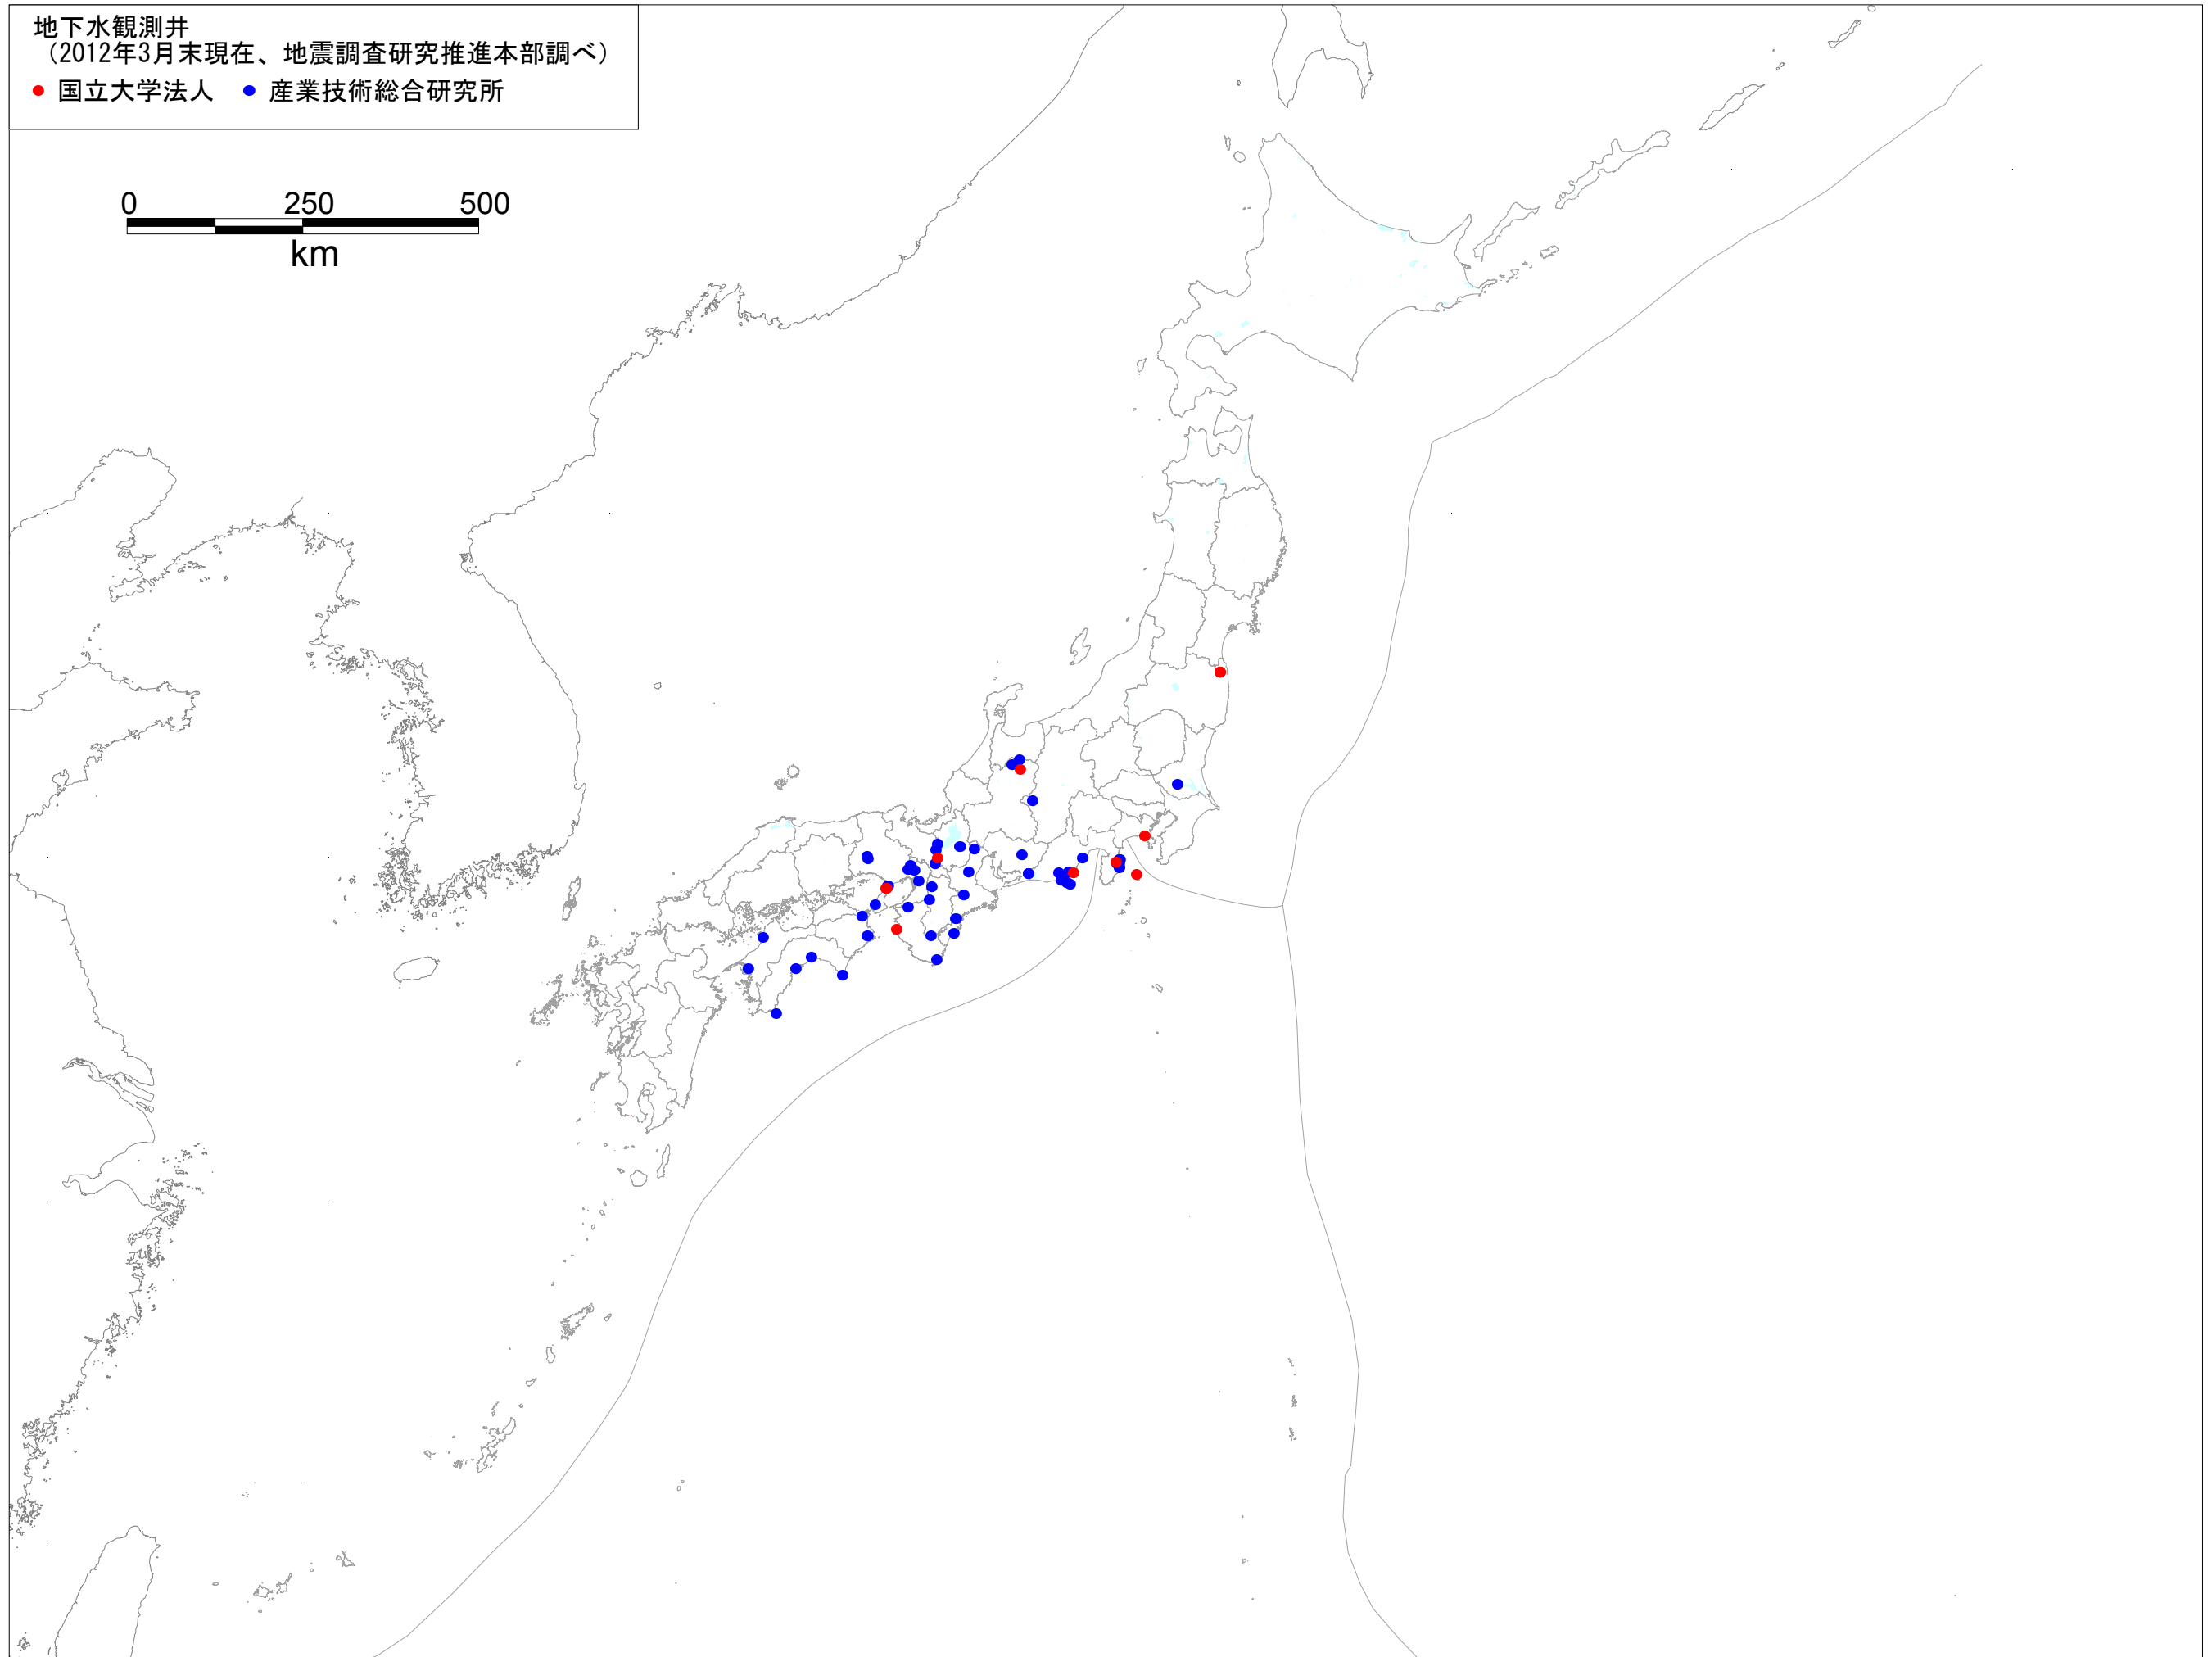 地下水観測井
（2012年3月末現在、地震調査研究推進本部調べ）
国立大学法人 産業技術総合研究所
0 250 500
km